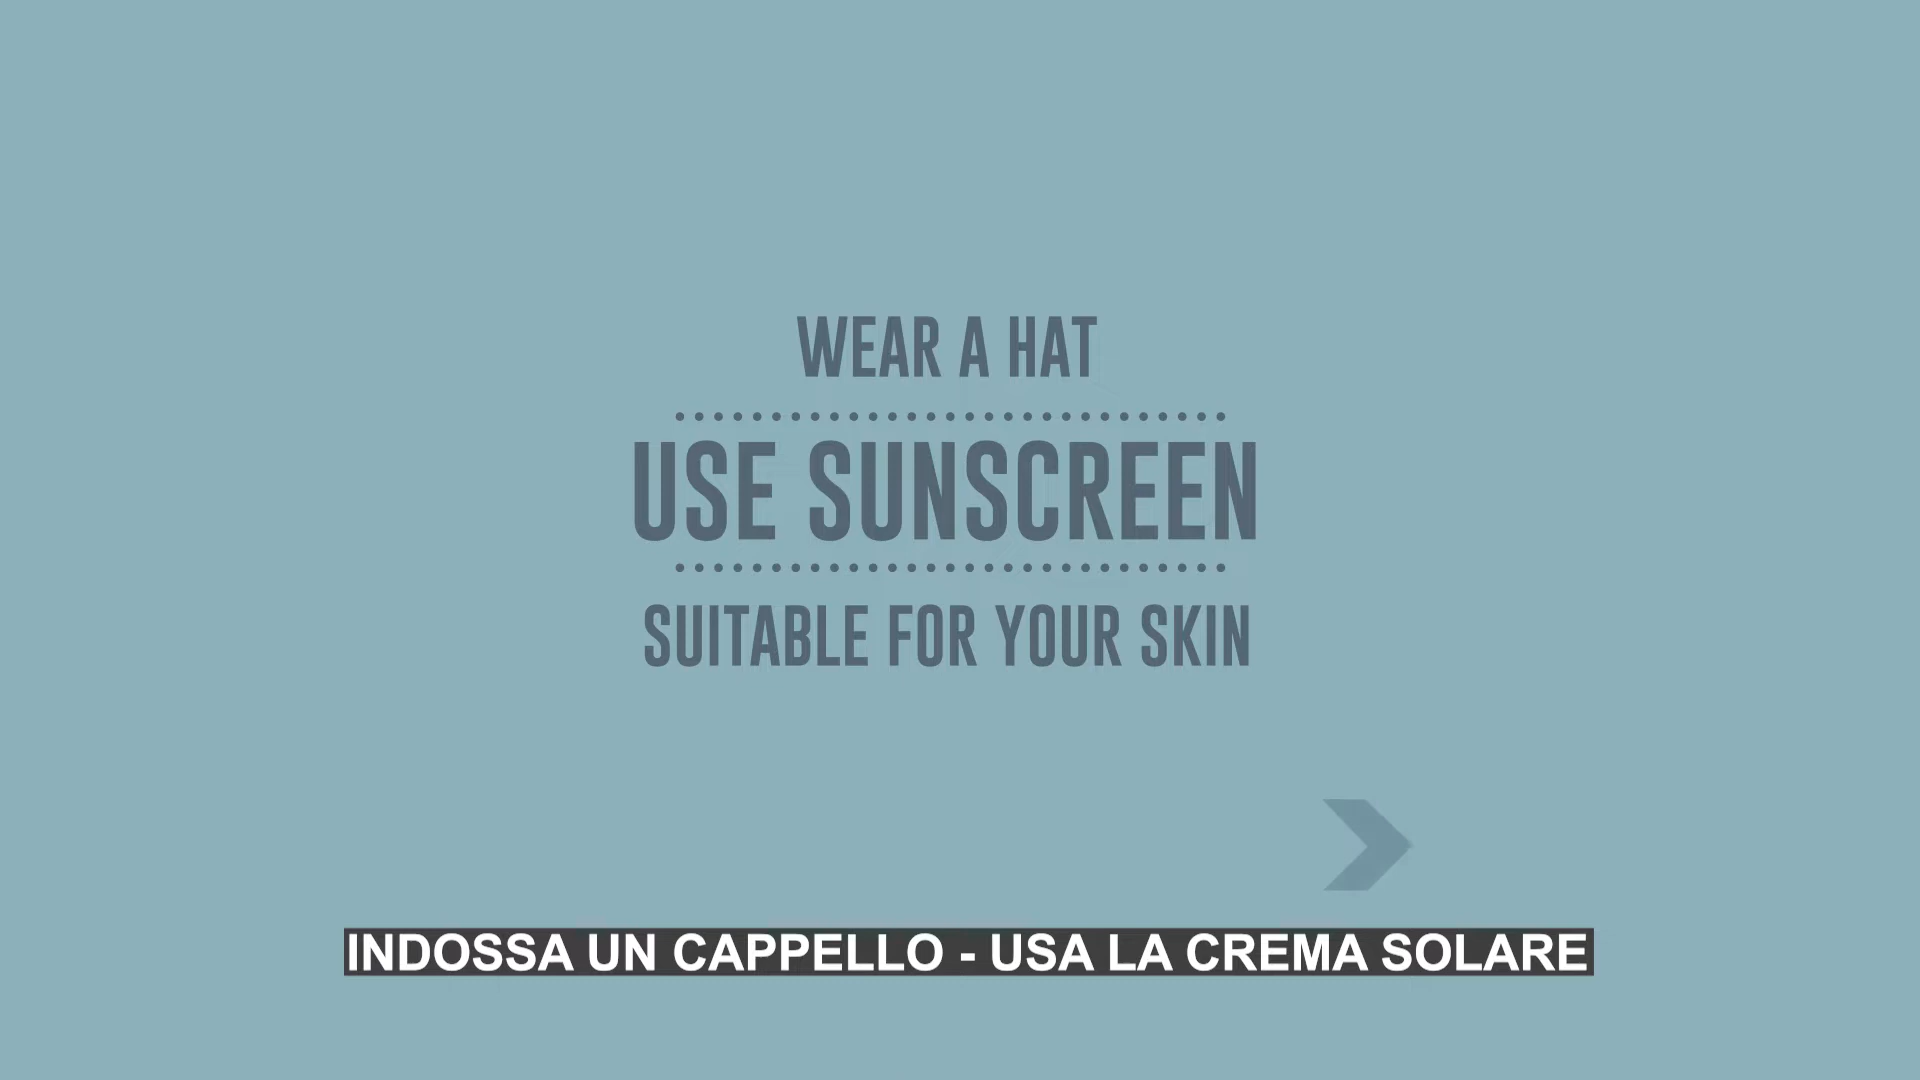 WEAR A HAT
USE SUNSCREEN
SUITABLE FOR YOUR SKIN
INDOSSA UN CAPPELLO - USA LA CREMA SOLARE